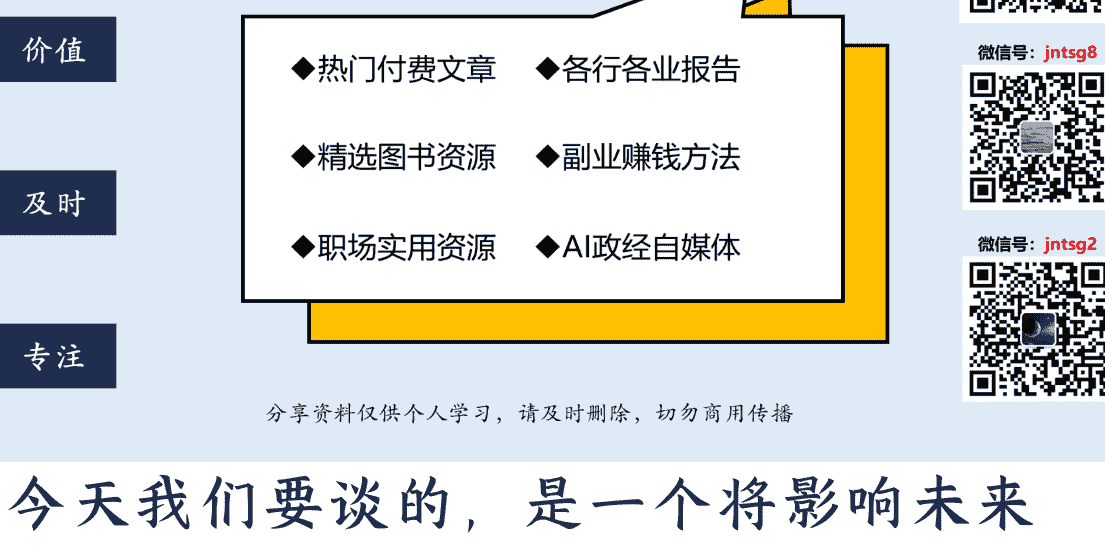 价值
及时
专注
◆热门付费文章 ◆各行各业报告
◆精选图书资源 ◆副业赚钱方法
◆职场实用资源 ◆AI政经自媒体
微信号：jntsg8
微信号：jntsg2
分享资料仅供个人学习，请及时删除，切勿商用传播
今天我们要谈的，是一个将影响未来